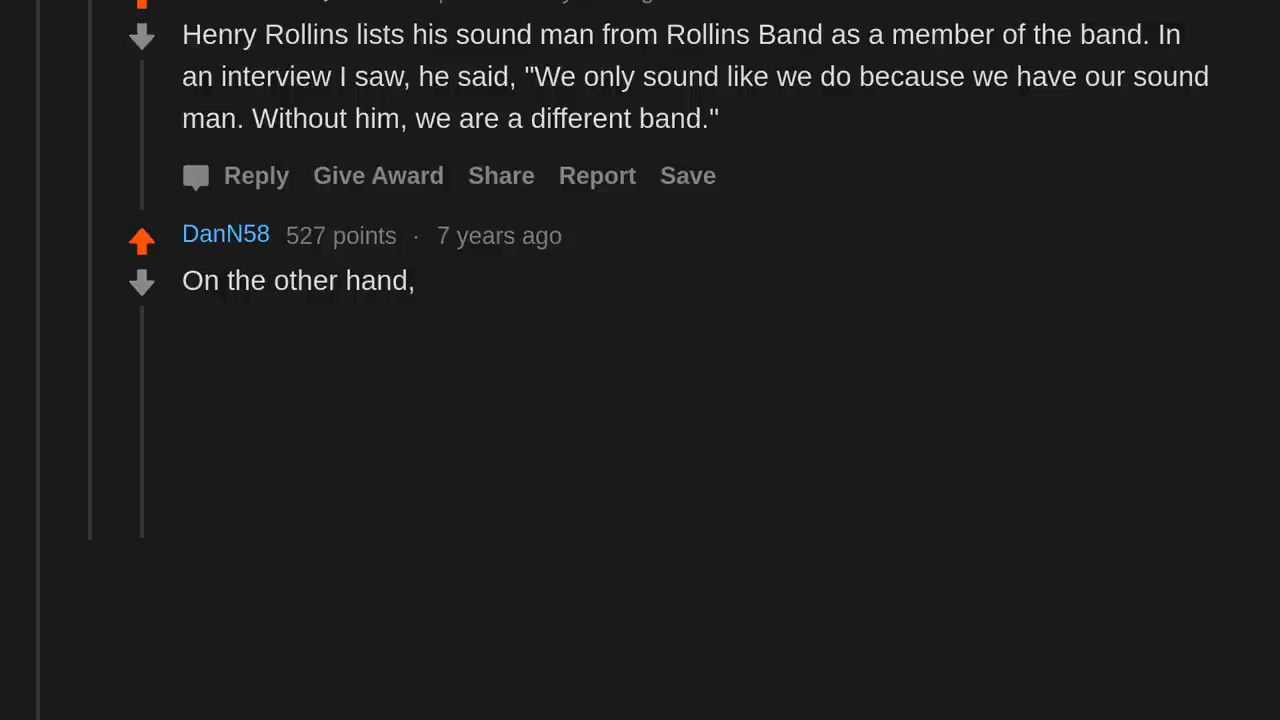 Henry Rollins lists his sound man from Rollins Band as a member of the band. In
an interview I saw, he said, "We only sound like we do because we have our sound
man. Without him, we are a different band."
Reply Give Award Share Report Save
DanN58 527 points · 7 years ago
On the other hand,